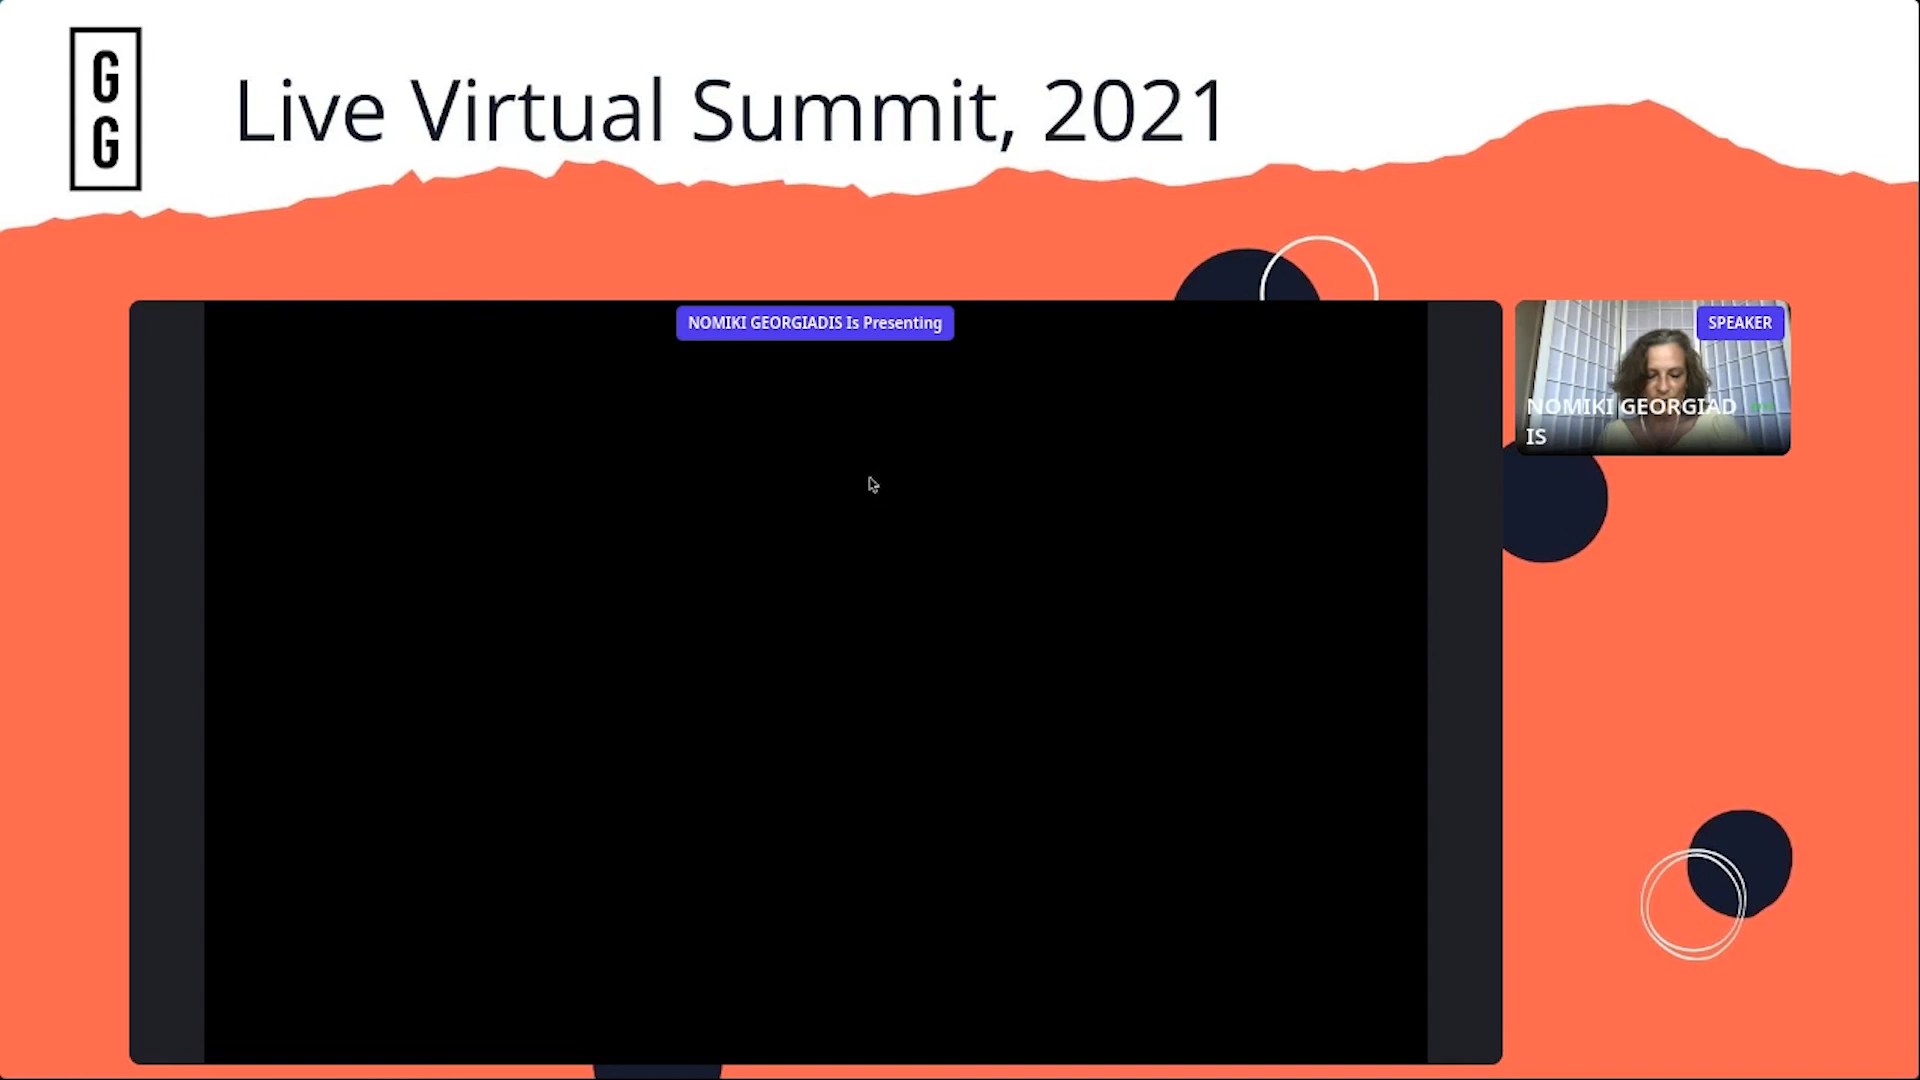 G
G
Live Virtual Summit, 2021
NOMIKI GEORGIADIS Is Presenting
SPEAKER
NOMIKI GEORGIAD
IS